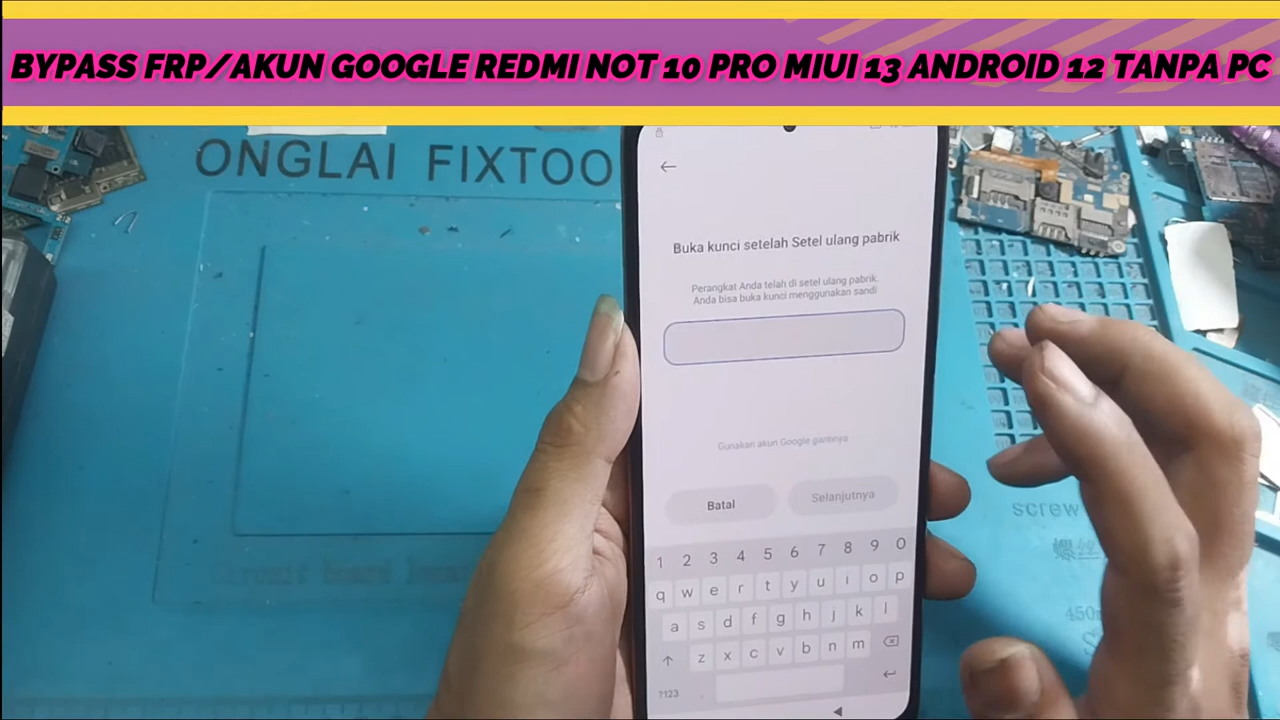 BYPASS FRP/AKUN GOOGLE REDMI NOT 10 PRO MIUI 13 ANDROID 12 TANPA PC
ONGLAI FIXTOO
Buka kunci setelah Setel ulang pabrik
Perangkat Anda telah di setel ulang pabrik.
Anda bisa buka kunci menggunakan sandi
Gunakan akun Google gantinya
Batal
Selanjutnya
1 2 3 4 5 6 7 8 9 0
q w e r t y u i o p
a s d f g h j k l
z x c v b n m
?123
screw
450